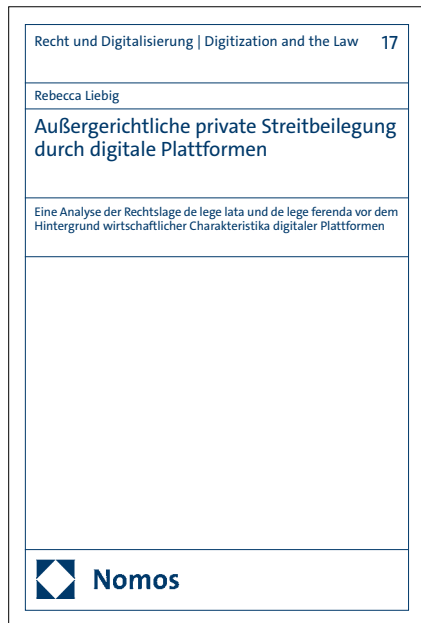 Recht und Digitalisierung | Digitization and the Law 17
Rebecca Liebig
Außergerichtliche private Streitbeilegung
durch digitale Plattformen
Eine Analyse der Rechtslage de lege lata und de lege ferenda vor dem
Hintergrund wirtschaftlicher Charakteristika digitaler Plattformen
Nomos